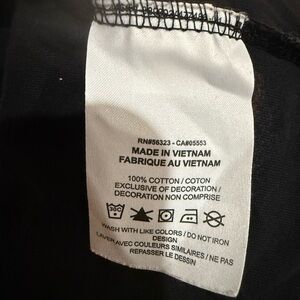 RN#56323 - CA#05553
MADE IN VIETNAM
FABRIQUE AU VIETNAM
100% COTTON / COTON
EXCLUSIVE OF DECORATION /
DECORATION NON COMPRISE
WASH WITH LIKE COLORS / DO NOT IRON
DESIGN
LAVER AVEC COULEURS SIMILAIRES / NE PAS
REPASSER LE DESSIN